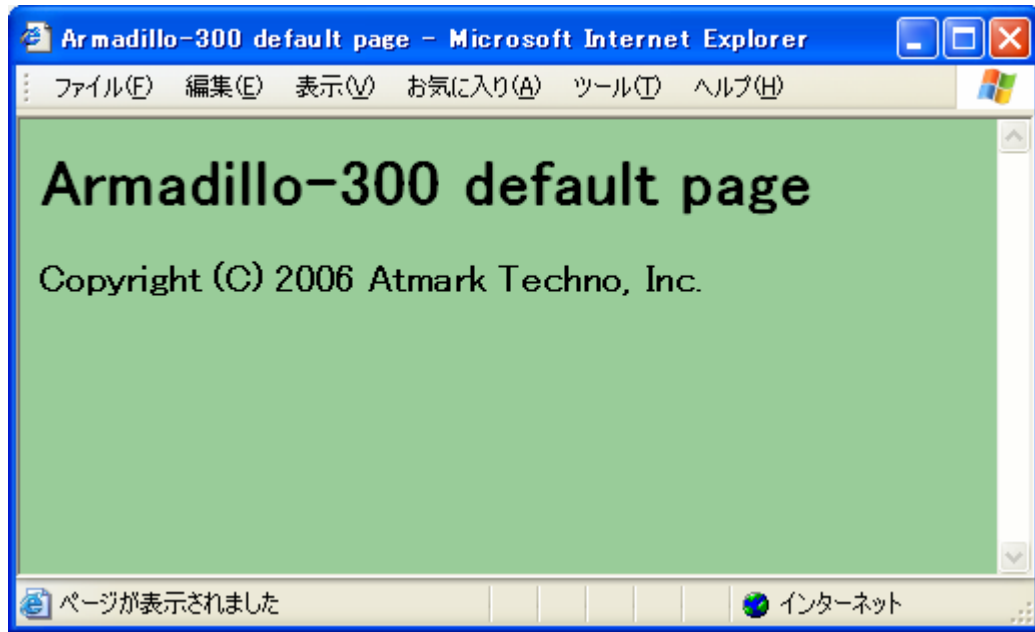 Armadillo-300 default page - Microsoft Internet Explorer
ファイル(F) 編集(E) 表示(V) お気に入り(A) ツール(T) ヘルプ(H)
Armadillo-300 default page
Copyright (C) 2006 Atmark Techno, Inc.
ページが表示されました インターネット